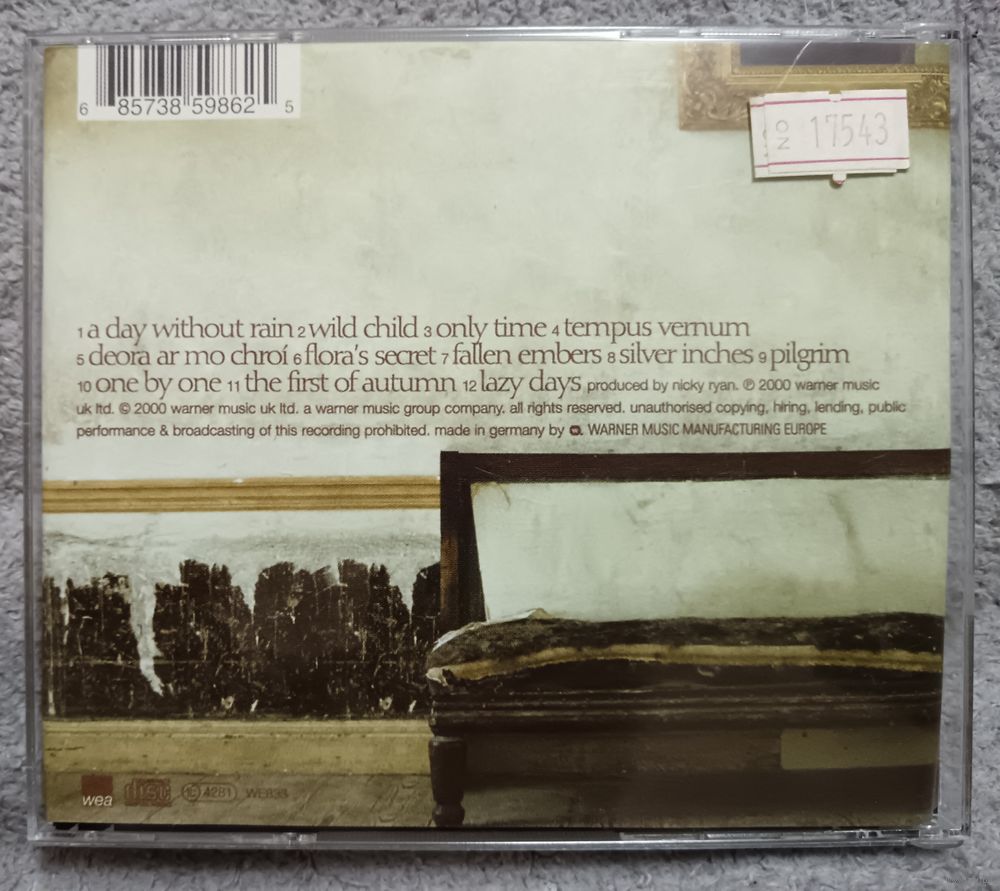 6 85738 59862 5
NO 17543
1 a day without rain 2 wild child 3 only time 4 tempus vernum
5 deora ar mo chroí 6 flora's secret 7 fallen embers 8 silver inches 9 pilgrim
10 one by one 11 the first of autumn 12 lazy days produced by nicky ryan. ℗ 2000 warner music
uk ltd. © 2000 warner music uk ltd. a warner music group company. all rights reserved. unauthorised copying, hiring, lending, public
performance & broadcasting of this recording prohibited. made in germany by WARNER MUSIC MANUFACTURING EUROPE
wea disc LC 4281 WE833